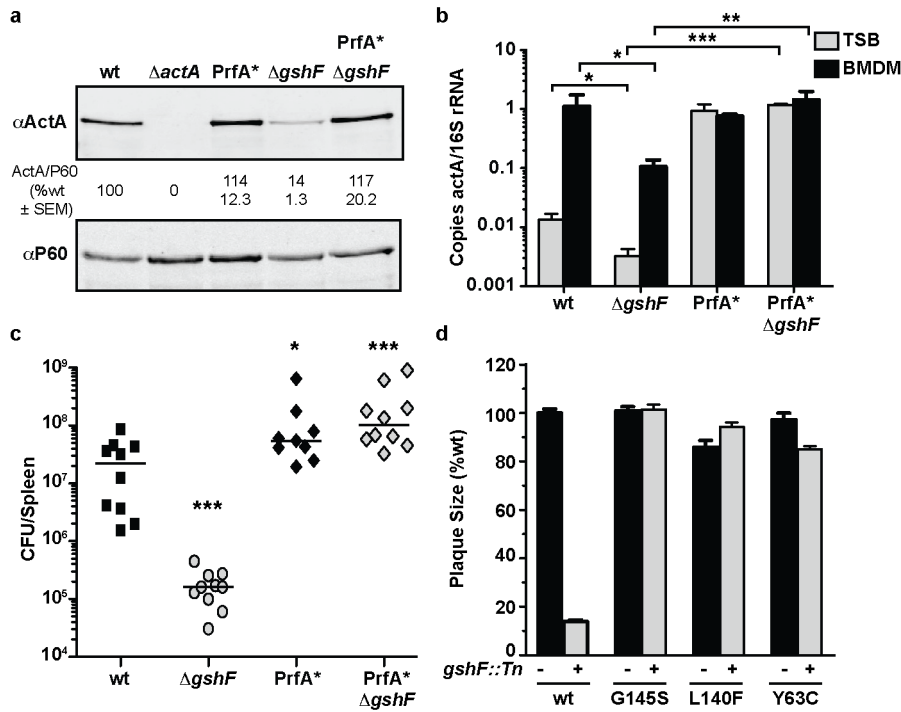 a
PrfA*
wt ΔactA PrfA* ΔgshF ΔgshF
αActA
ActA/P60
(%wt
± SEM)
100 0 114 14 117
12.3 1.3 20.2
αP60
b
TSB
BMDM
**
***
*
*
Copies actA/16S rRNA
10
1
0.1
0.01
0.001
wt ΔgshF PrfA* PrfA*
ΔgshF
c
CFU/Spleen
10⁹
10⁸
10⁷
10⁶
10⁵
10⁴
***
*
***
wt ΔgshF PrfA* PrfA*
ΔgshF
d
Plaque Size (%wt)
120
100
80
60
40
20
0
gshF::Tn - + - + - + - +
wt G145S L140F Y63C